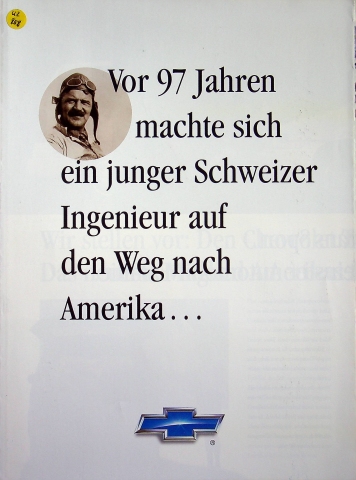 Vor 97 Jahren
machte sich
ein junger Schweizer
Ingenieur auf
den Weg nach
Amerika...
®